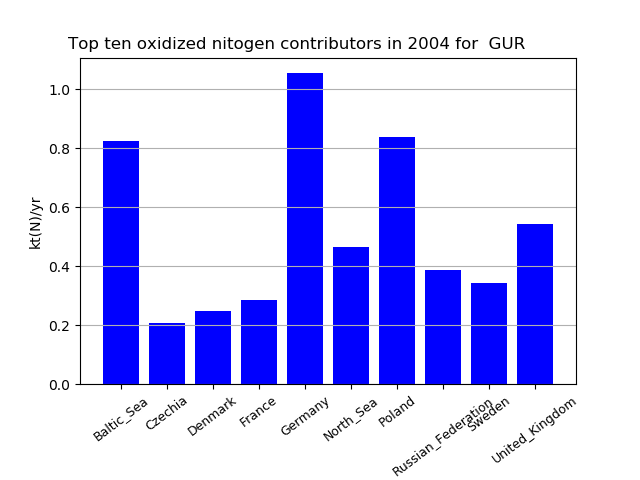 Top ten oxidized nitogen contributors in 2004 for  GUR
kt(N)/yr
1.0
0.8
0.6
0.4
0.2
0.0
Baltic_Sea
Czechia
Denmark
France
Germany
North_Sea
Poland
Russian_Federation
Sweden
United_Kingdom